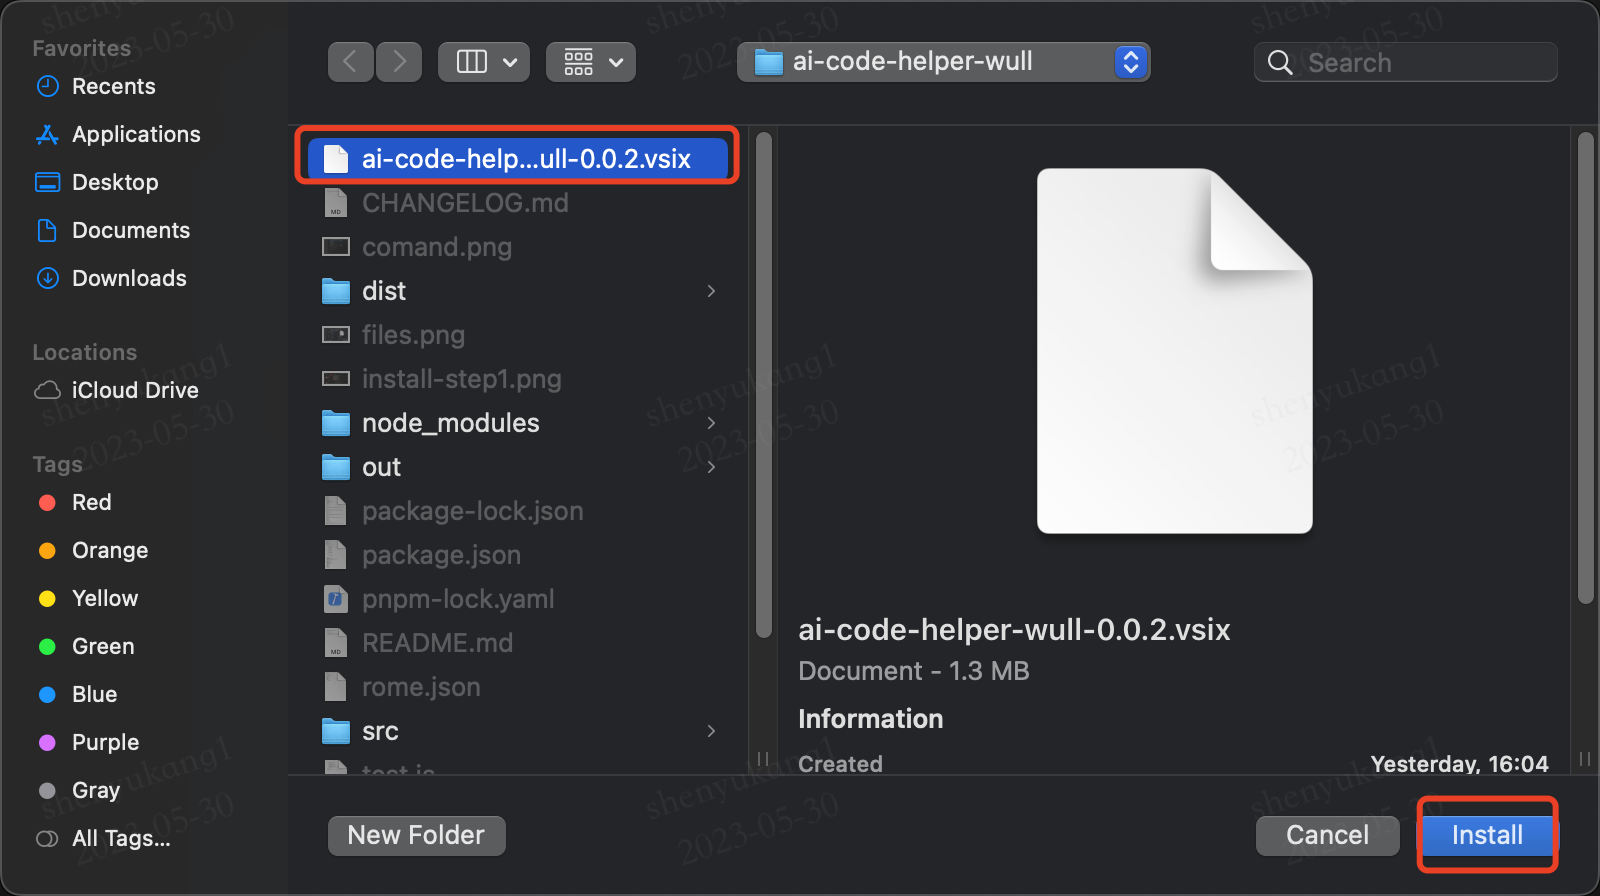 Favorites
Recents
Applications
Desktop
Documents
Downloads
Locations
iCloud Drive
Tags
Red
Orange
Yellow
Green
Blue
Purple
Gray
All Tags...
ai-code-helper-wull
Search
ai-code-help...ull-0.0.2.vsix
CHANGELOG.md
comand.png
dist
files.png
install-step1.png
node_modules
out
package-lock.json
package.json
pnpm-lock.yaml
README.md
rome.json
src
ai-code-helper-wull-0.0.2.vsix
Document - 1.3 MB
Information
Created Yesterday, 16:04
New Folder
Cancel
Install
shenyukang1
2023-05-30